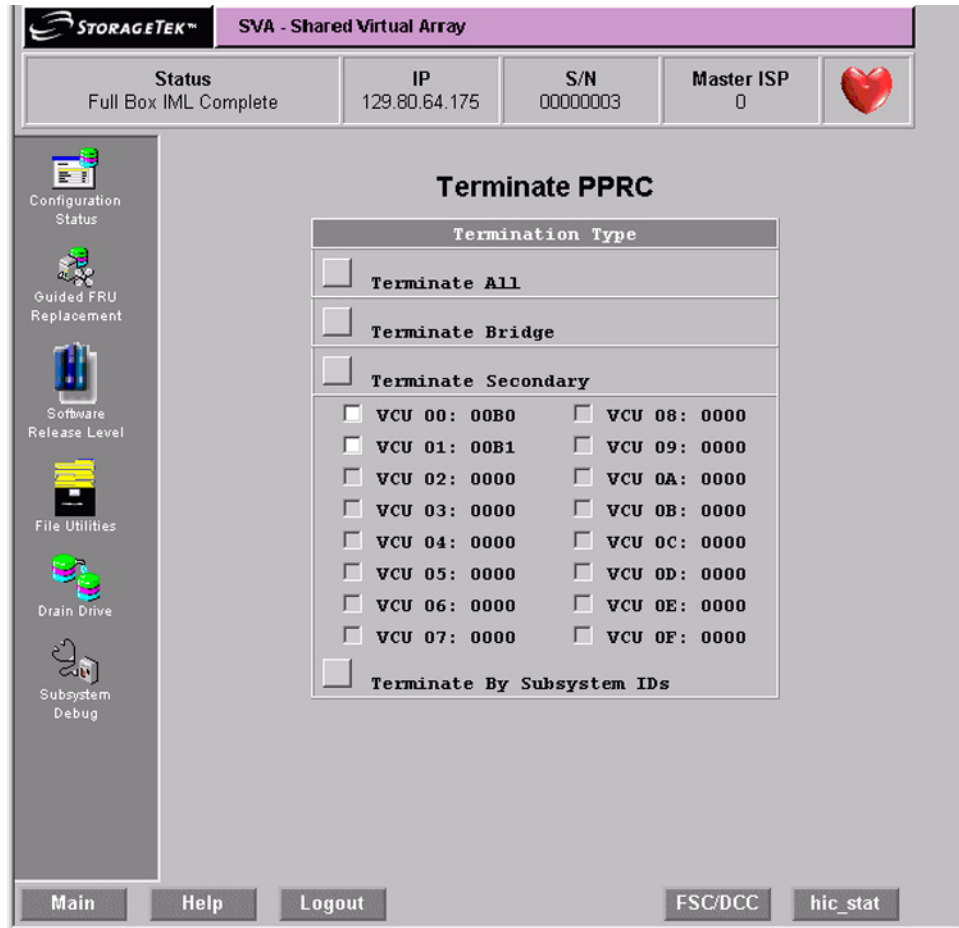 STORAGETEK™
SVA - Shared Virtual Array
Status
Full Box IML Complete
IP
129.80.64.175
S/N
00000003
Master ISP
0
Configuration
Status
Guided FRU
Replacement
Software
Release Level
File Utilities
Drain Drive
Subsystem
Debug
Terminate PPRC
Termination Type
Terminate All
Terminate Bridge
Terminate Secondary
VCU 00: 00B0 VCU 08: 0000
VCU 01: 00B1 VCU 09: 0000
VCU 02: 0000 VCU 0A: 0000
VCU 03: 0000 VCU 0B: 0000
VCU 04: 0000 VCU 0C: 0000
VCU 05: 0000 VCU 0D: 0000
VCU 06: 0000 VCU 0E: 0000
VCU 07: 0000 VCU 0F: 0000
Terminate By Subsystem IDs
Main Help Logout FSC/DCC hic_stat